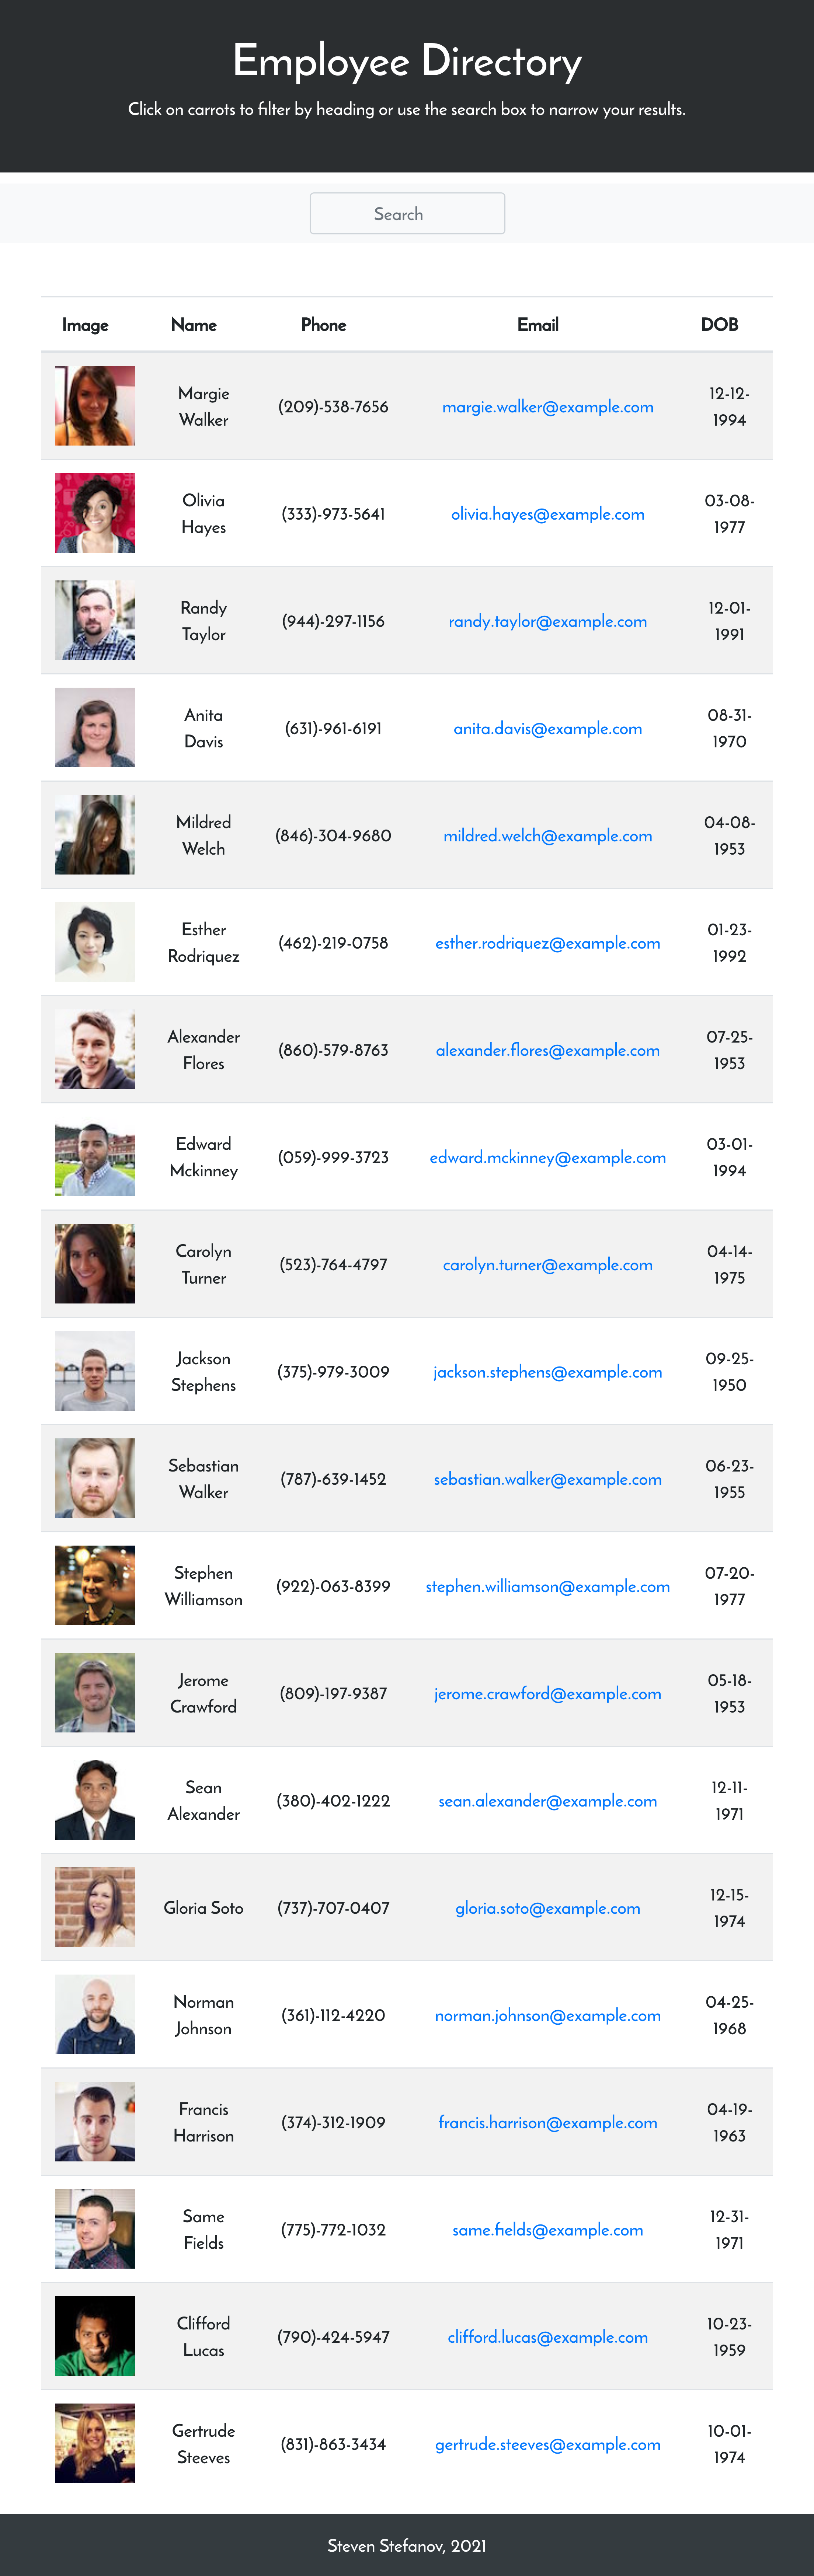 Employee Directory
Click on carrots to filter by heading or use the search box to narrow your results.
Search
Image Name Phone Email DOB
Margie
Walker
(209)-538-7656
margie.walker@example.com
12-12-
1994
Olivia
Hayes
(333)-973-5641
olivia.hayes@example.com
03-08-
1977
Randy
Taylor
(944)-297-1156
randy.taylor@example.com
12-01-
1991
Anita
Davis
(631)-961-6191
anita.davis@example.com
08-31-
1970
Mildred
Welch
(846)-304-9680
mildred.welch@example.com
04-08-
1953
Esther
Rodriquez
(462)-219-0758
esther.rodriquez@example.com
01-23-
1992
Alexander
Flores
(860)-579-8763
alexander.flores@example.com
07-25-
1953
Edward
Mckinney
(059)-999-3723
edward.mckinney@example.com
03-01-
1994
Carolyn
Turner
(523)-764-4797
carolyn.turner@example.com
04-14-
1975
Jackson
Stephens
(375)-979-3009
jackson.stephens@example.com
09-25-
1950
Sebastian
Walker
(787)-639-1452
sebastian.walker@example.com
06-23-
1955
Stephen
Williamson
(922)-063-8399
stephen.williamson@example.com
07-20-
1977
Jerome
Crawford
(809)-197-9387
jerome.crawford@example.com
05-18-
1953
Sean
Alexander
(380)-402-1222
sean.alexander@example.com
12-11-
1971
Gloria Soto
(737)-707-0407
gloria.soto@example.com
12-15-
1974
Norman
Johnson
(361)-112-4220
norman.johnson@example.com
04-25-
1968
Francis
Harrison
(374)-312-1909
francis.harrison@example.com
04-19-
1963
Same
Fields
(775)-772-1032
same.fields@example.com
12-31-
1971
Clifford
Lucas
(790)-424-5947
clifford.lucas@example.com
10-23-
1959
Gertrude
Steeves
(831)-863-3434
gertrude.steeves@example.com
10-01-
1974
Steven Stefanov, 2021